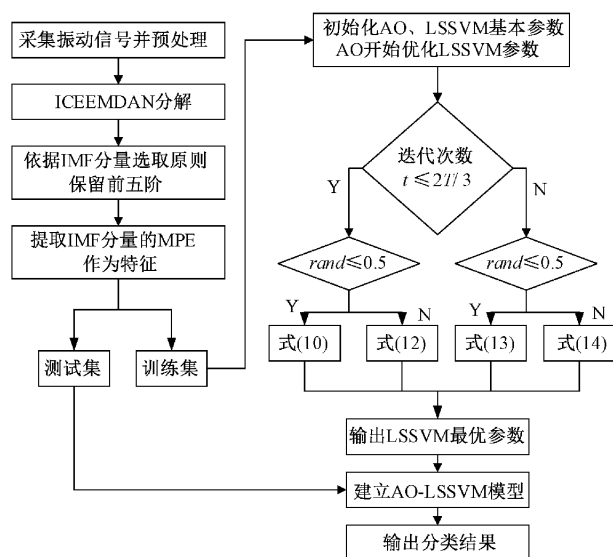 采集振动信号并预处理
ICEEMDAN分解
依据IMF分量选取原则
保留前五阶
提取IMF分量的MPE
作为特征
测试集
训练集
初始化AO、LSSVM基本参数
AO开始优化LSSVM参数
迭代次数
t≤2T/3
Y
N
rand≤0.5
rand≤0.5
Y
N
Y
N
式(10)
式(12)
式(13)
式(14)
输出LSSVM最优参数
建立AO-LSSVM模型
输出分类结果